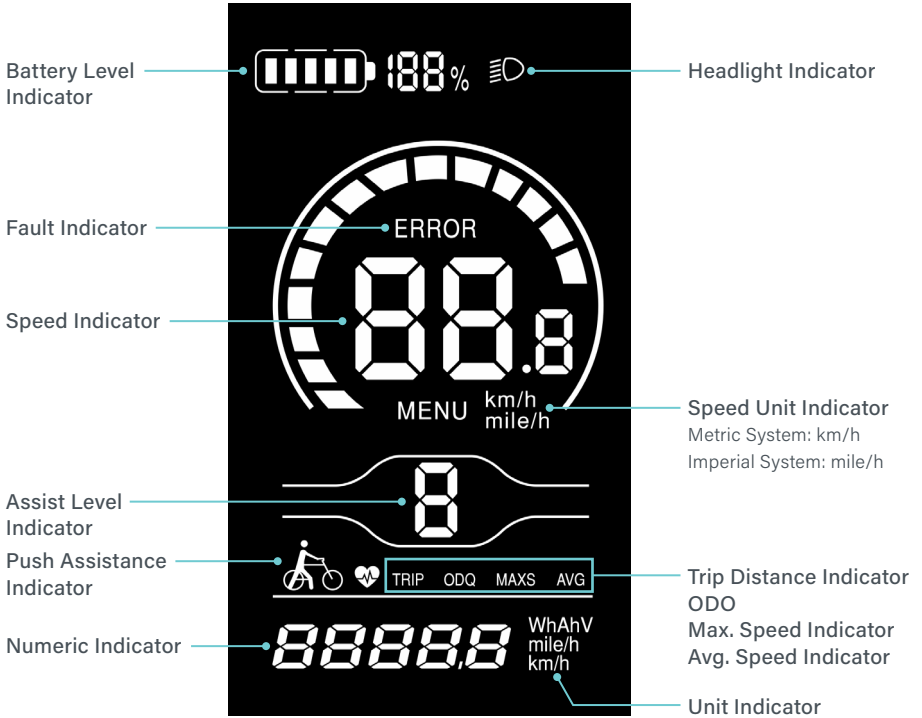 Battery Level
Indicator
188 %
Headlight Indicator
Fault Indicator
ERROR
Speed Indicator
88.8
MENU
km/h
mile/h
Speed Unit Indicator
Metric System: km/h
Imperial System: mile/h
Assist Level
Indicator
8
Push Assistance
Indicator
TRIP ODQ MAXS AVG
Trip Distance Indicator
ODO
Max. Speed Indicator
Avg. Speed Indicator
Numeric Indicator
88888,8
WhAhV
mile/h
km/h
Unit Indicator